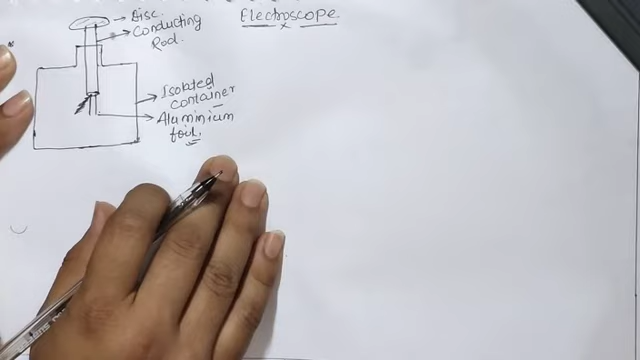 Electroscope.
Disc.
Conducting
Rod.
Isolated
container
Aluminium
foil.